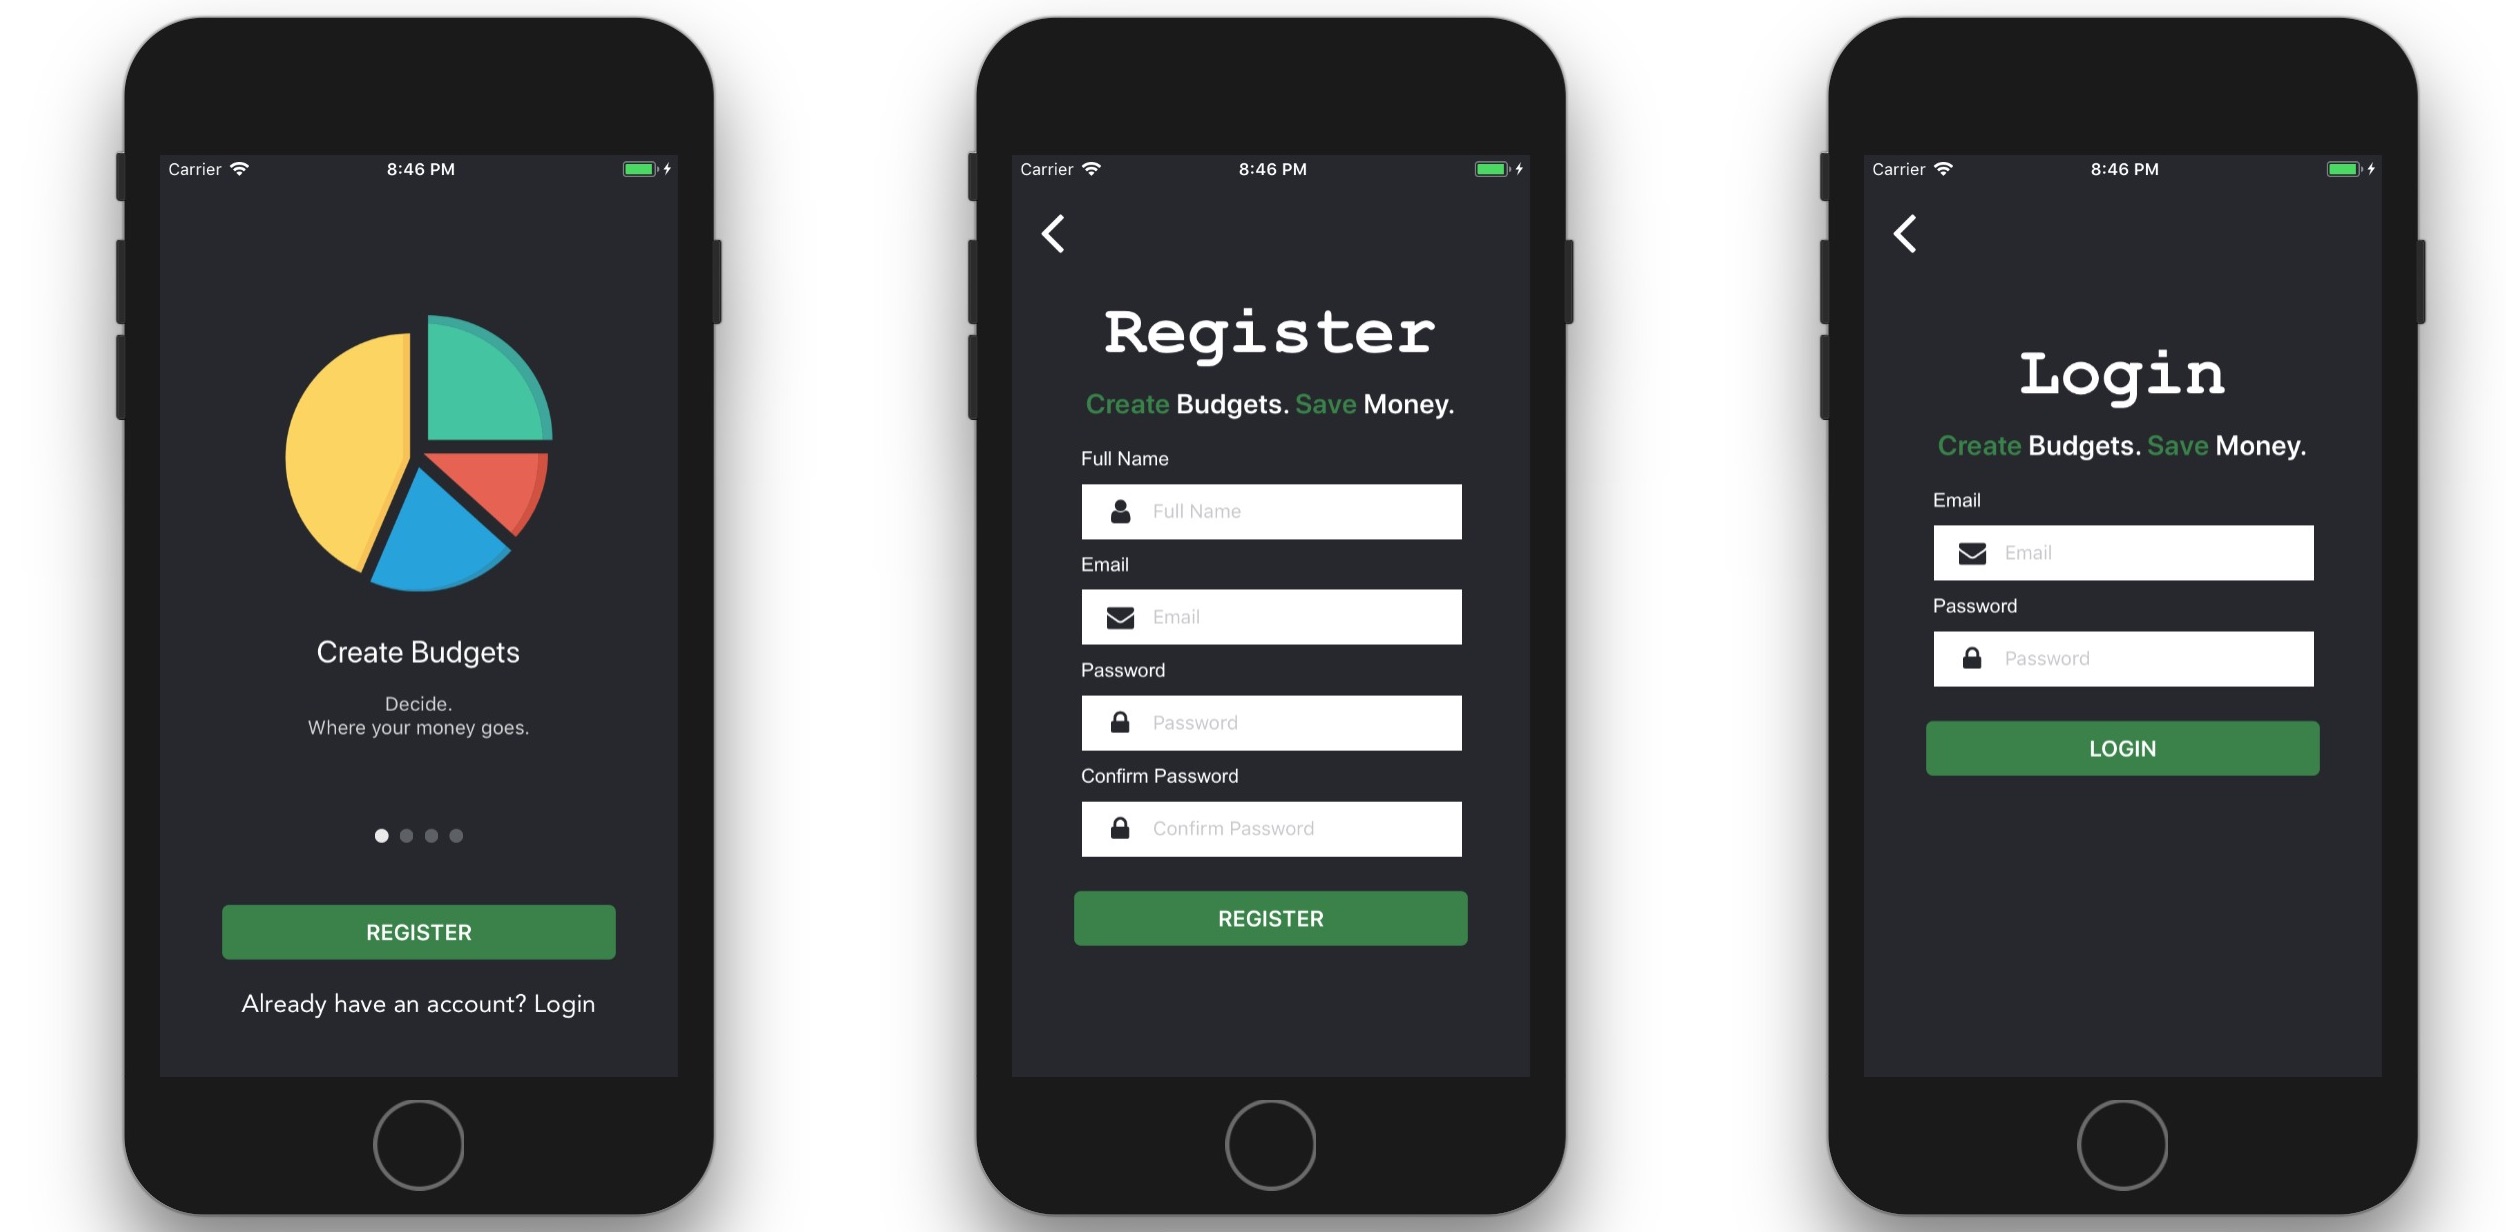 Carrier 8:46 PM
Create Budgets
Decide.
Where your money goes.
REGISTER
Already have an account? Login
Carrier 8:46 PM
Register
Create Budgets. Save Money.
Full Name
Full Name
Email
Email
Password
Password
Confirm Password
Confirm Password
REGISTER
Carrier 8:46 PM
Login
Create Budgets. Save Money.
Email
Email
Password
Password
LOGIN